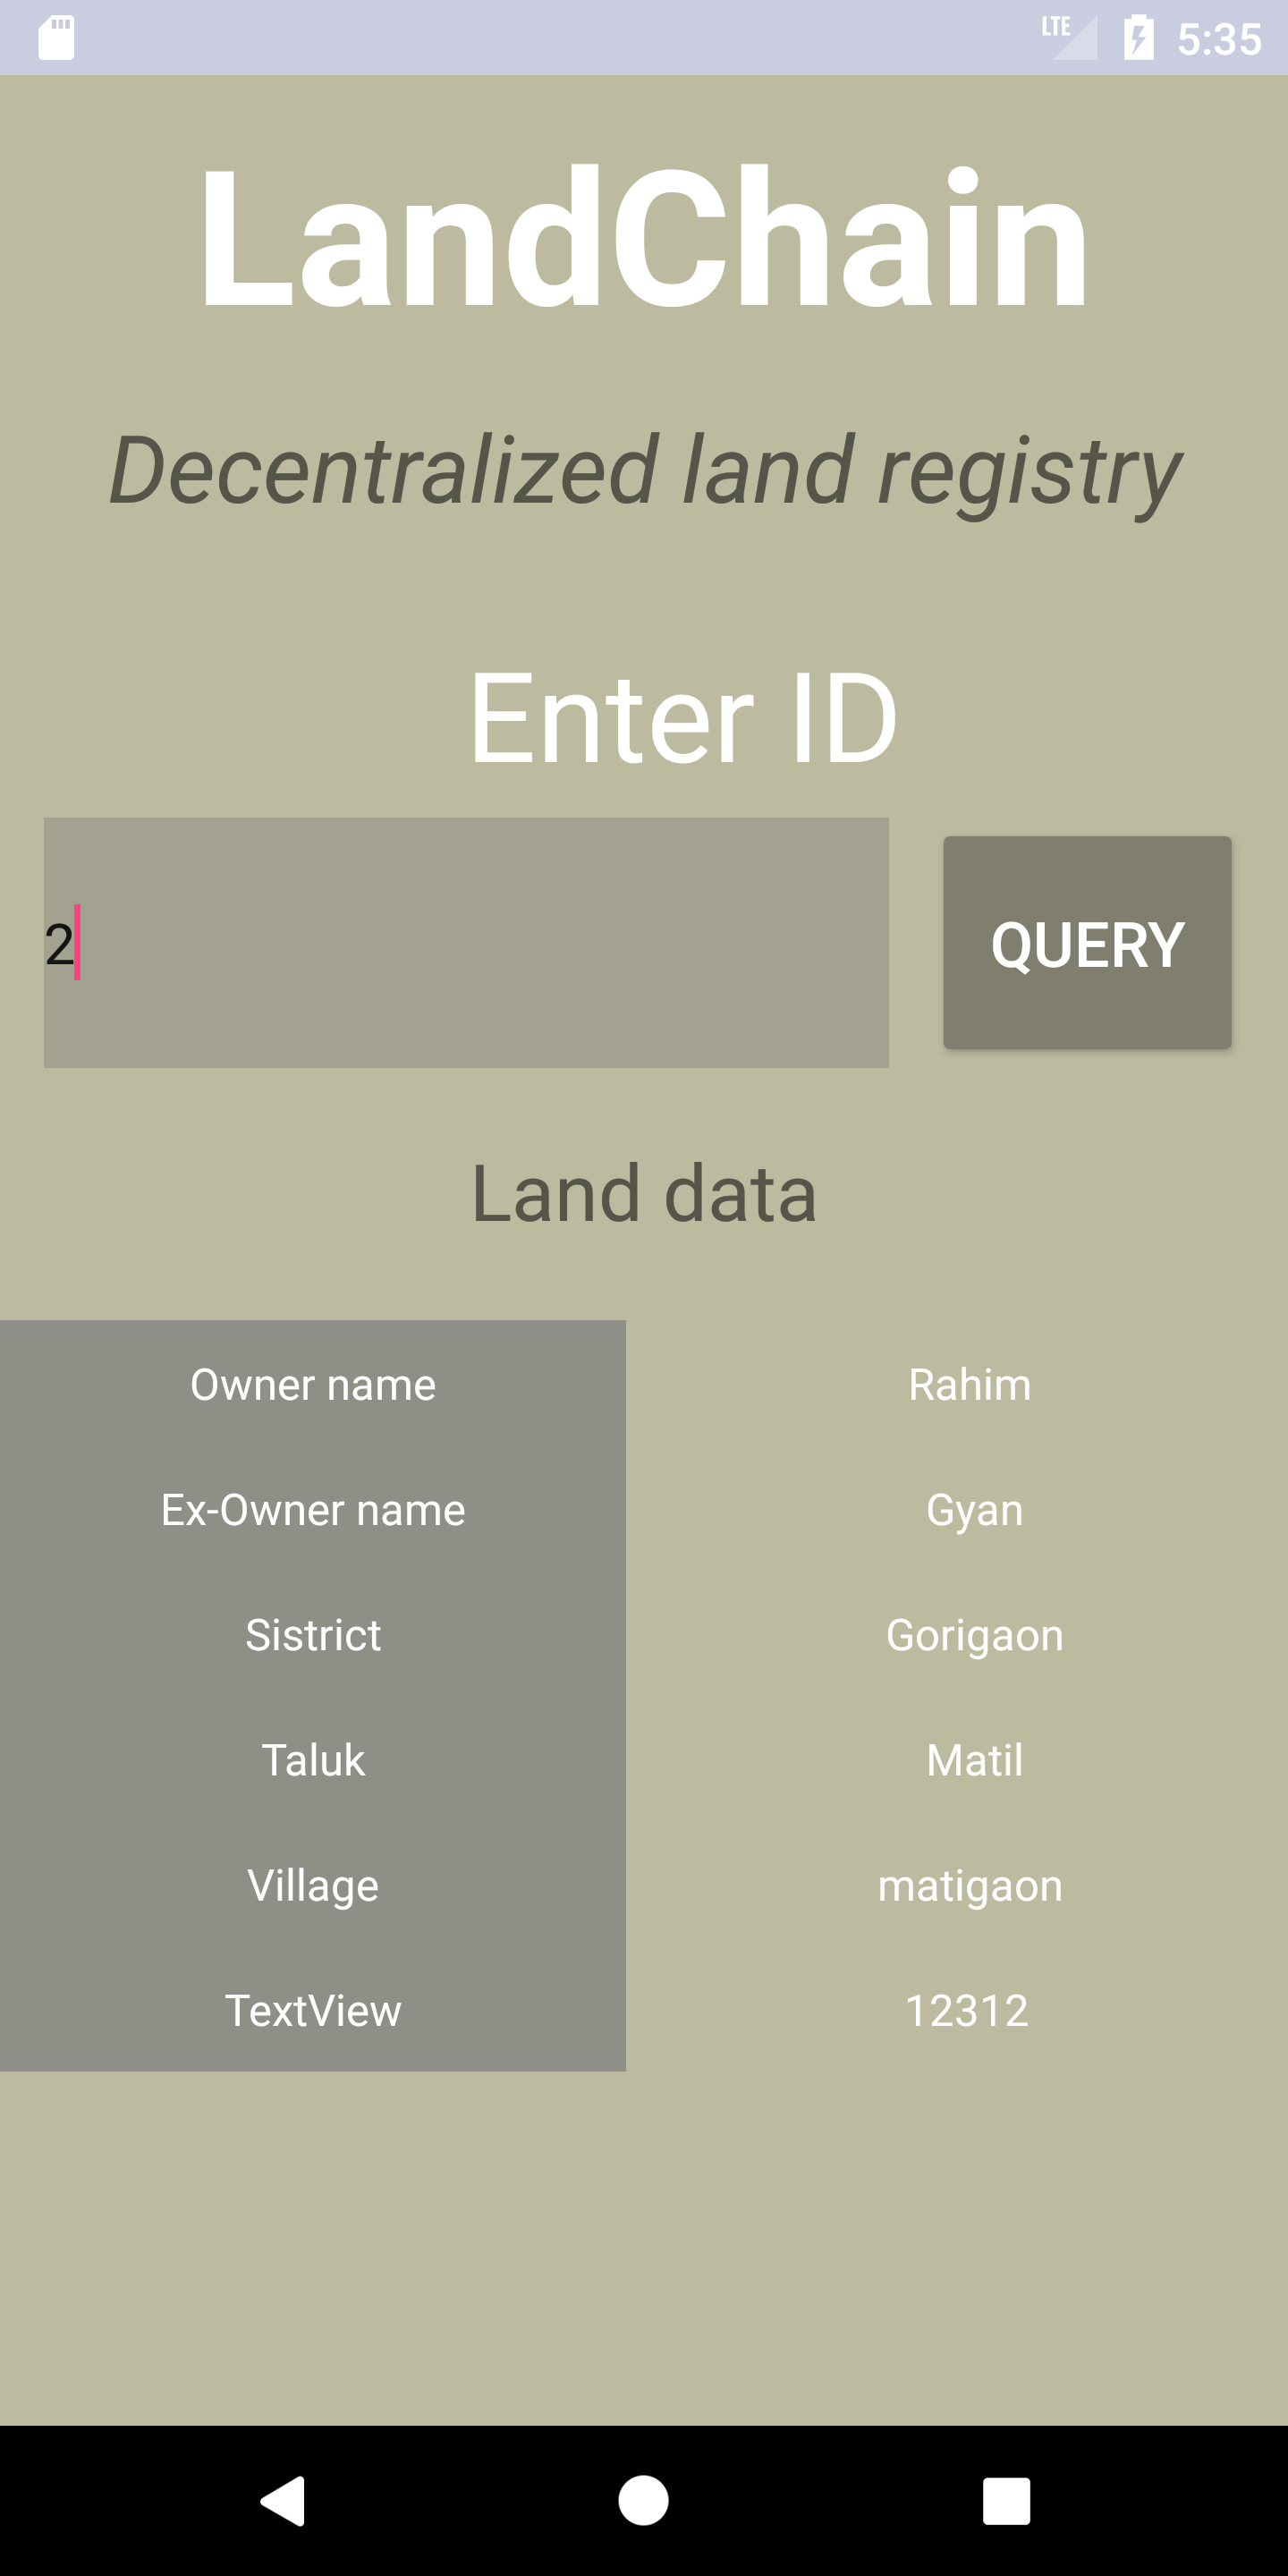 LTE 5:35
LandChain
Decentralized land registry
Enter ID
2 QUERY
Land data
Owner name Rahim
Ex-Owner name Gyan
Sistrict Gorigaon
Taluk Matil
Village matigaon
TextView 12312